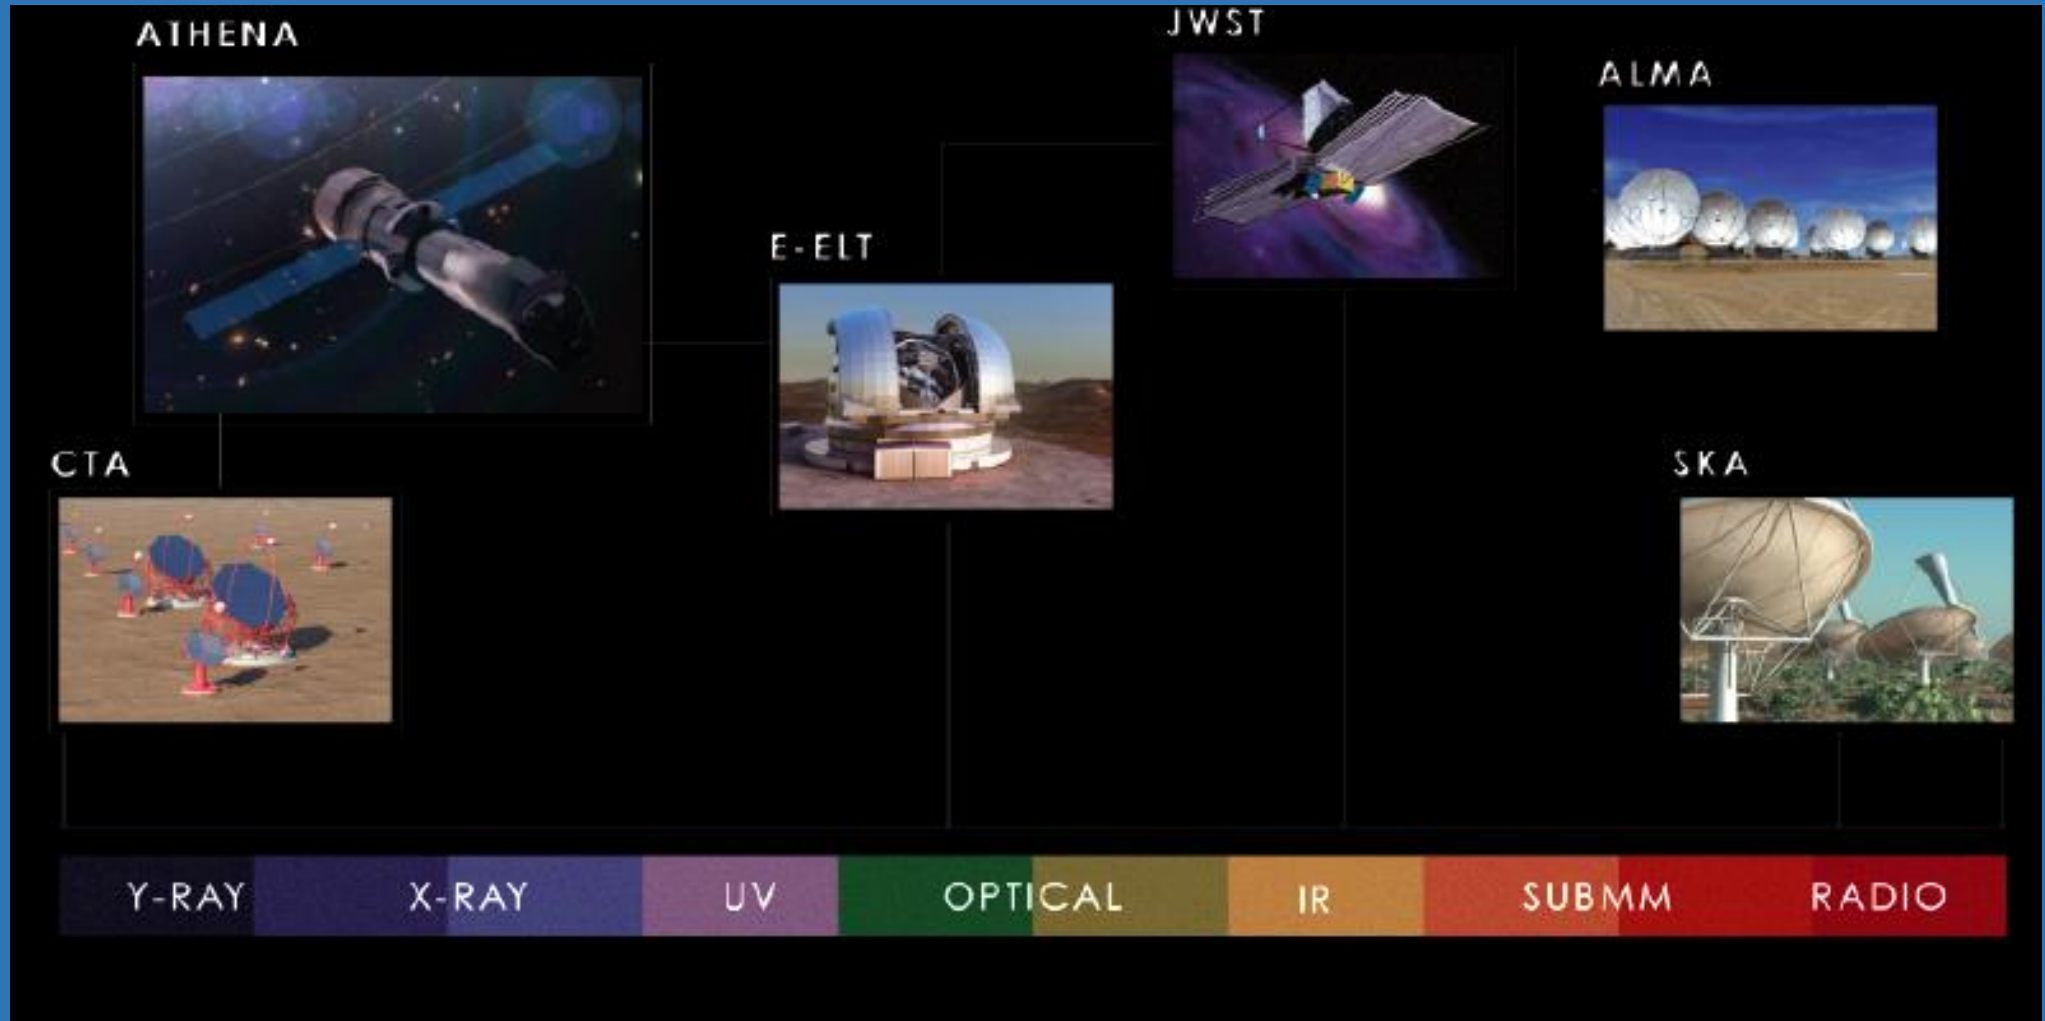 ATHENA
JWST
ALMA
E-ELT
CTA
SKA
Y-RAY X-RAY UV OPTICAL IR SUBMM RADIO